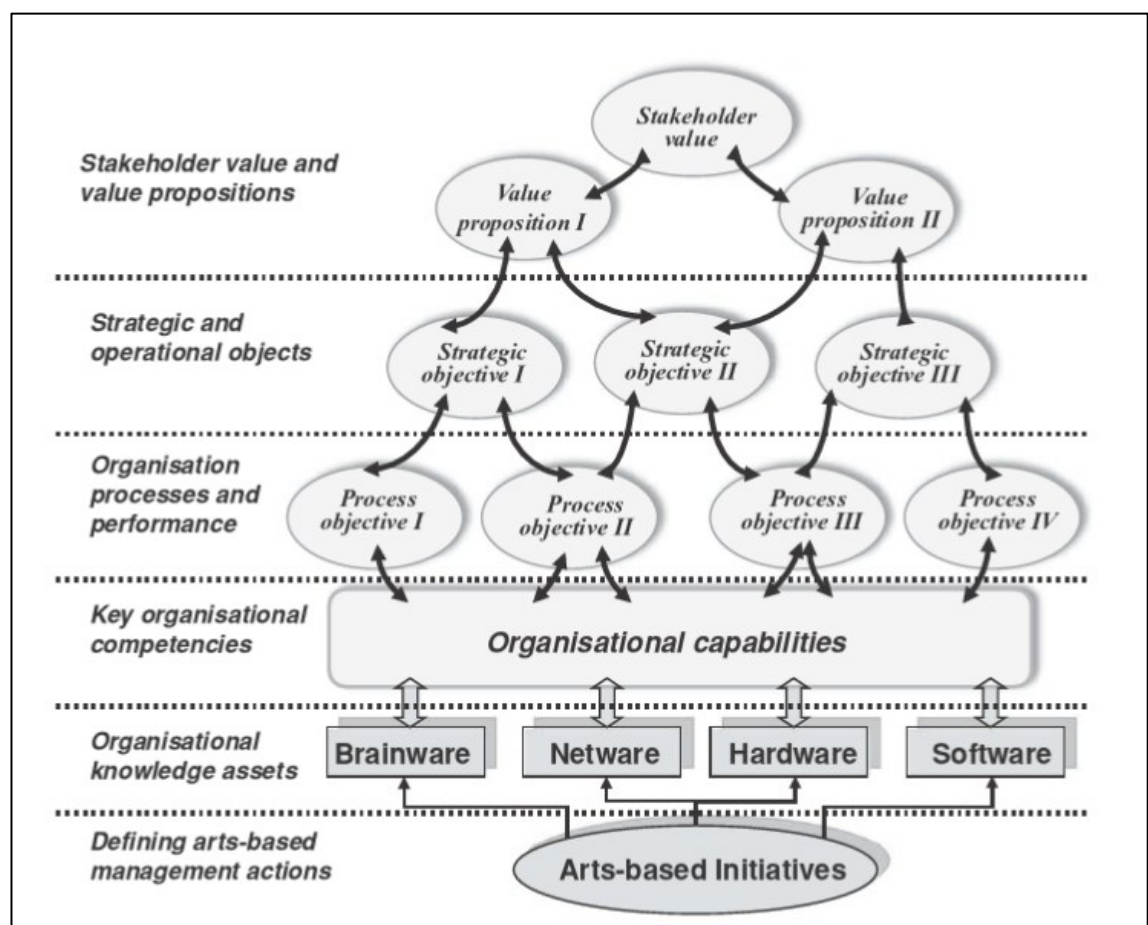 Stakeholder
value
Stakeholder value and
value propositions
Value
proposition I
Value
proposition II
Strategic and
operational objects
Strategic
objective I
Strategic
objective II
Strategic
objective III
Organisation
processes and
performance
Process
objective I
Process
objective II
Process
objective III
Process
objective IV
Key organisational
competencies
Organisational capabilities
Organisational
knowledge assets
Brainware
Netware
Hardware
Software
Defining arts-based
management actions
Arts-based Initiatives